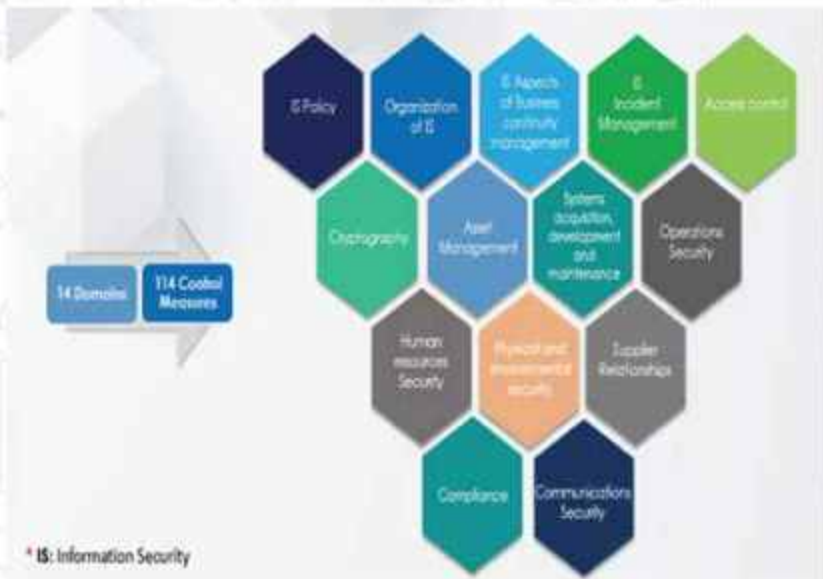 IS Policy
Organization
of IS
IS Aspects
of Business
continuity
management
IS
Incident
Management
Access control
Cryptography
Asset
Management
Systems
acquisition,
development
and
maintenance
Operations
Security
14 Domains
114 Control
Measures
Human
resources
Security
Physical and
environmental
security
Supplier
Relationships
Compliance
Communications
Security
* IS: Information Security